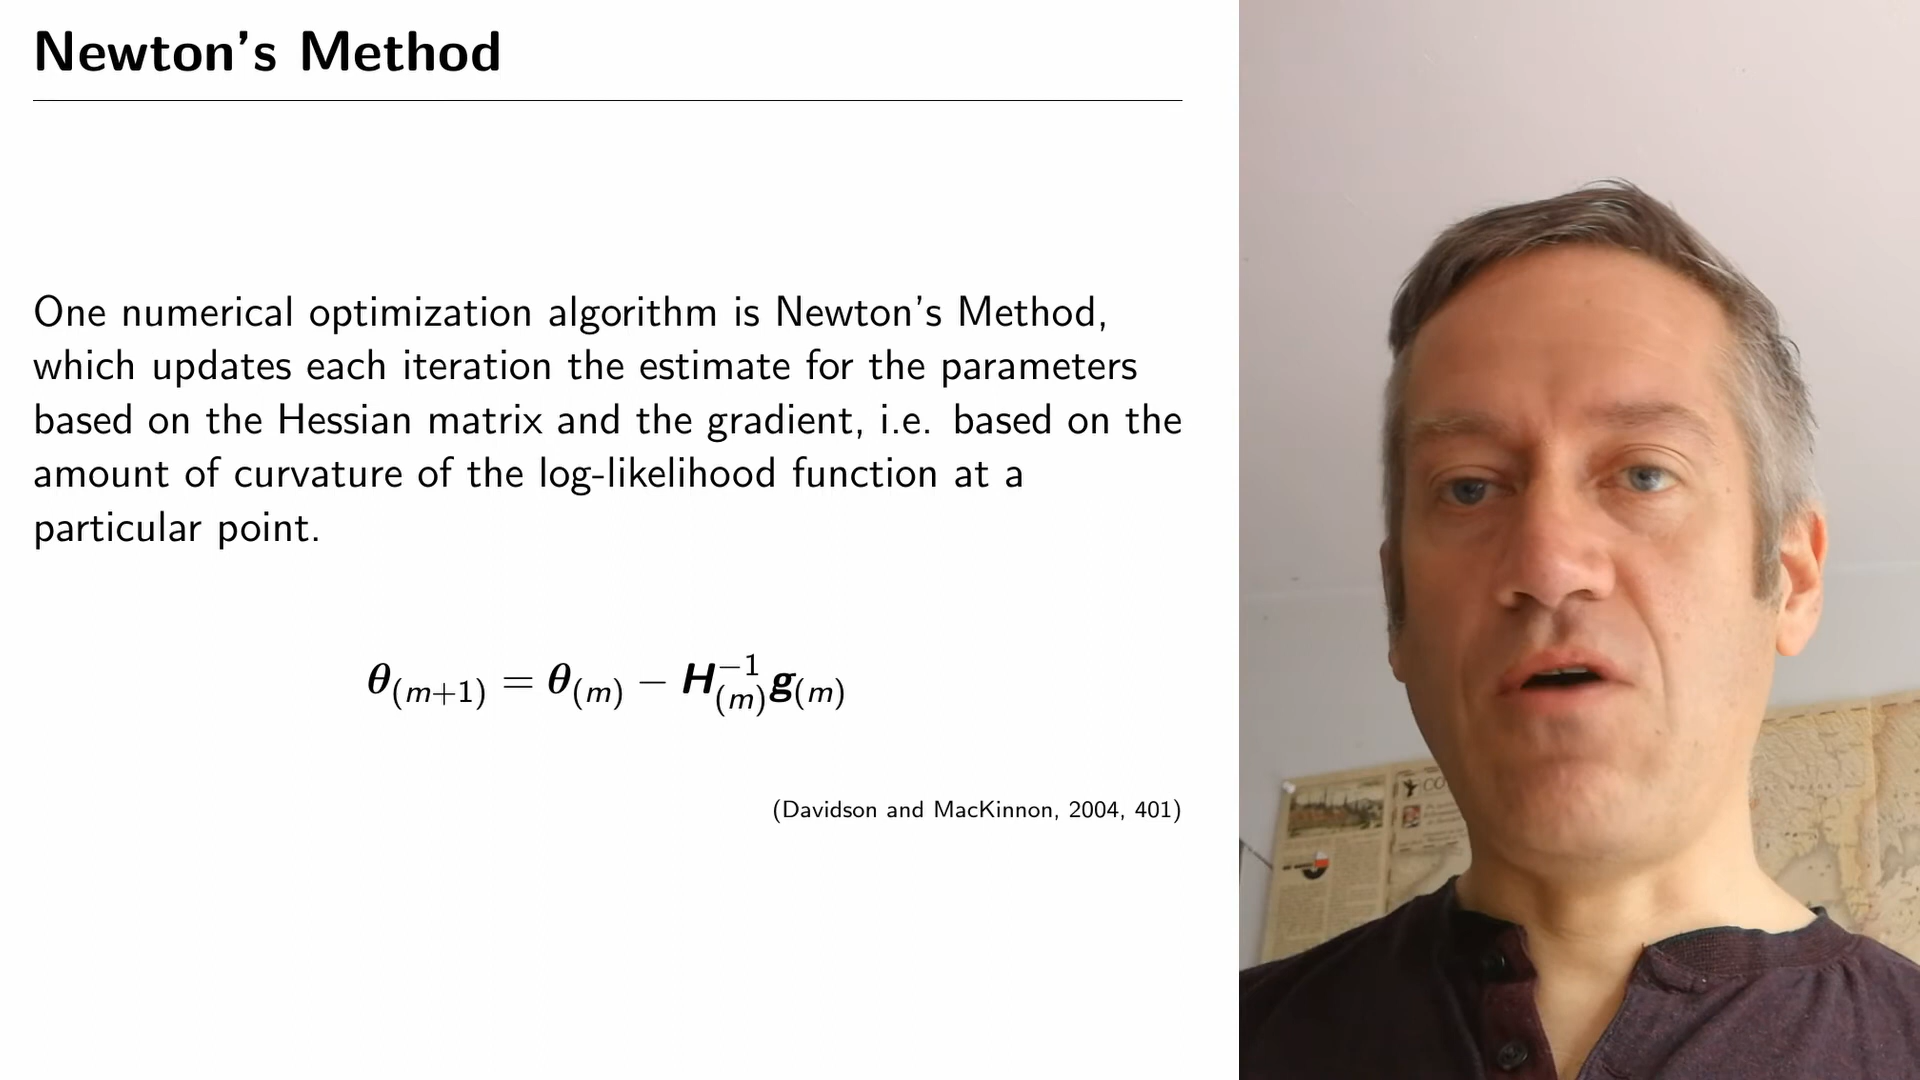 Newton's Method
One numerical optimization algorithm is Newton's Method,
which updates each iteration the estimate for the parameters
based on the Hessian matrix and the gradient, i.e. based on the
amount of curvature of the log-likelihood function at a
particular point.
θ(m+1) = θ(m) − H⁻¹(m)g(m)
(Davidson and MacKinnon, 2004, 401)
CO